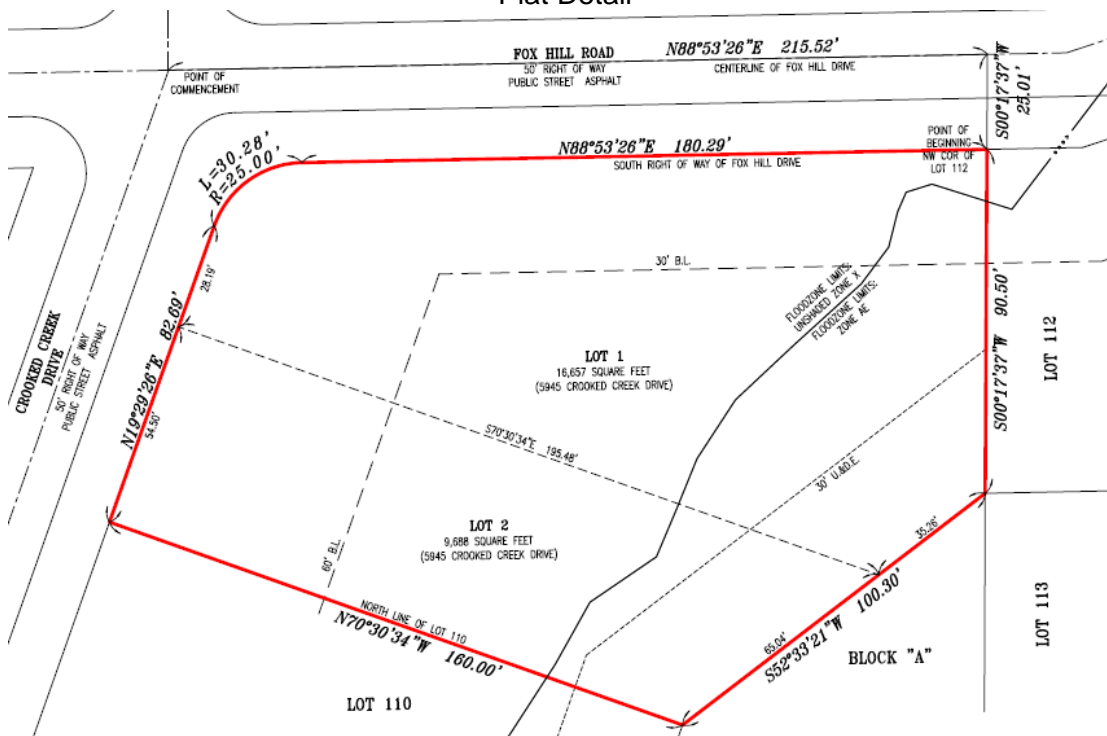 Plat Detail
FOX HILL ROAD
50' RIGHT OF WAY
PUBLIC STREET ASPHALT
N88°53'26"E 215.52'
CENTERLINE OF FOX HILL DRIVE
S00°17'37"W
25.01'
POINT OF
COMMENCEMENT
L=30.28'
R=25.00'
N88°53'26"E 180.29'
SOUTH RIGHT OF WAY OF FOX HILL DRIVE
POINT OF
BEGINNING
NW COR OF
LOT 112
28.19'
30' B.L.
FLOODZONE LIMITS:
UNSHADED ZONE X
FLOODZONE LIMITS:
ZONE AE
S00°17'37"W 90.50'
LOT 112
CROOKED CREEK
DRIVE
50' RIGHT OF WAY
PUBLIC STREET ASPHALT
N19°29'26"E 82.69'
54.50'
LOT 1
16,657 SQUARE FEET
(5945 CROOKED CREEK DRIVE)
S70°30'34"E 195.48'
30' U.&D.E.
LOT 2
9,688 SQUARE FEET
(5945 CROOKED CREEK DRIVE)
60' B.L.
35.26'
NORTH LINE OF LOT 110
N70°30'34"W 160.00'
65.04'
S52°33'21"W 100.30'
BLOCK "A"
LOT 113
LOT 110